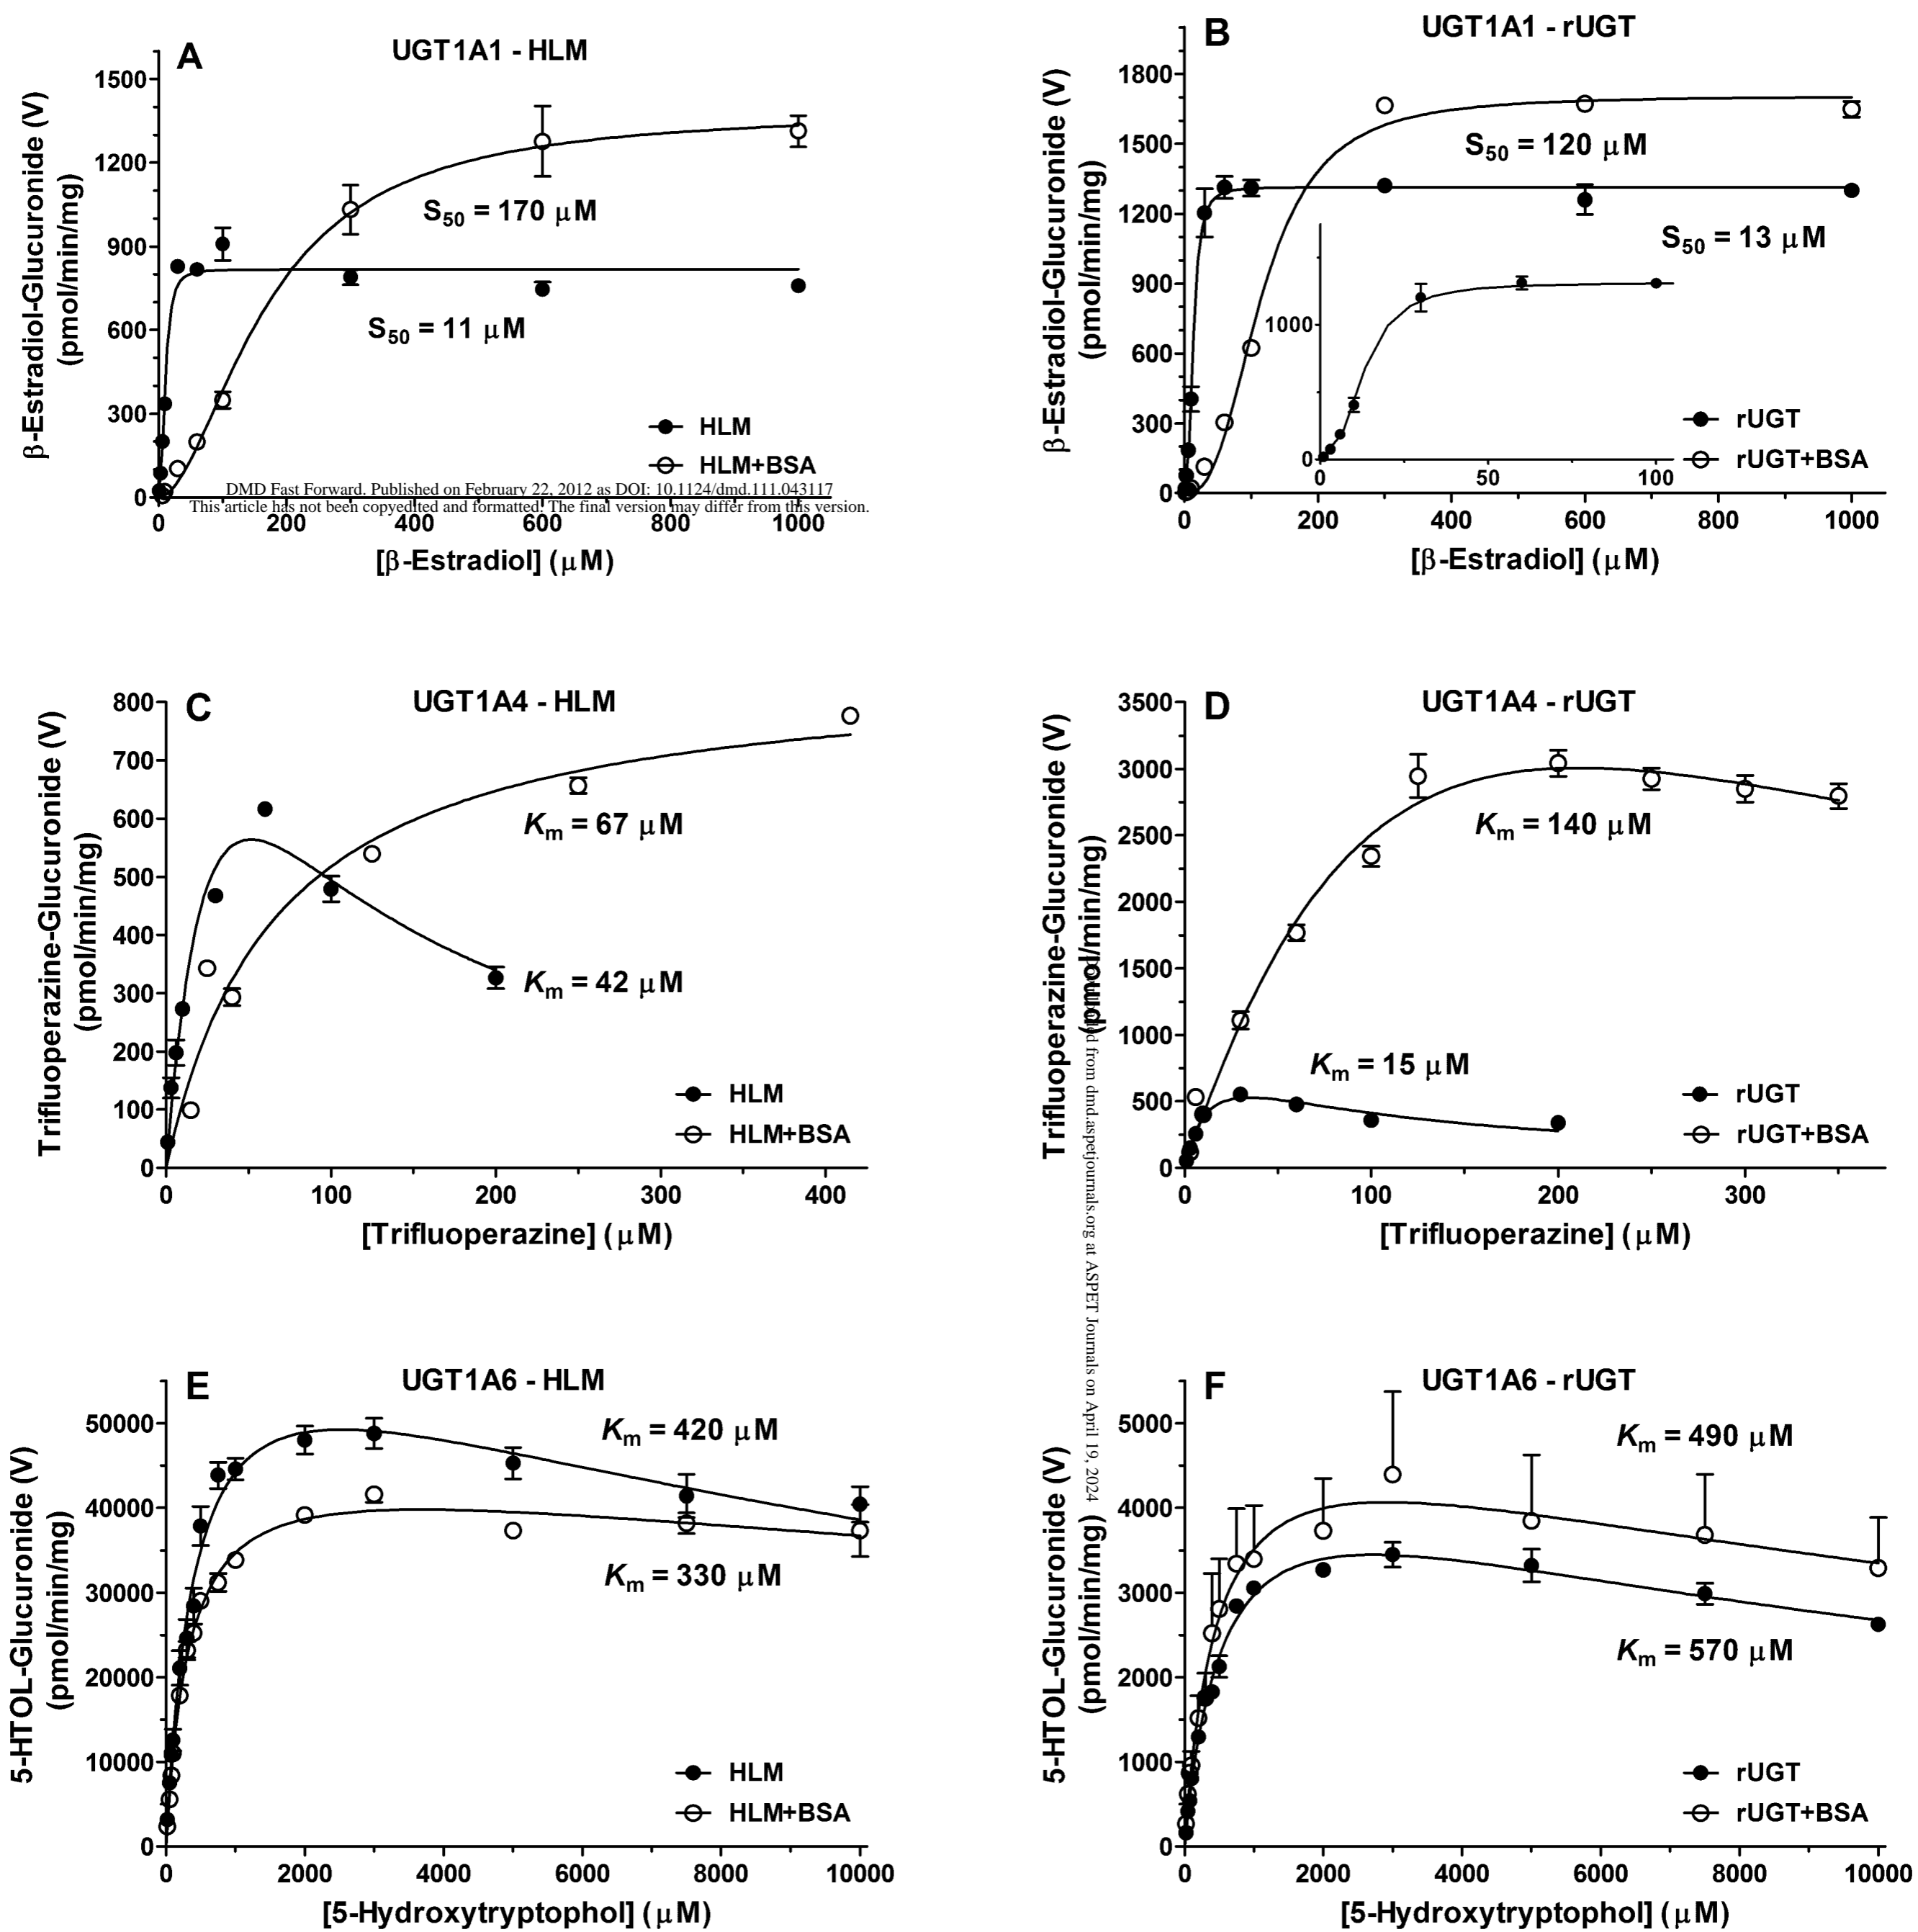 A
UGT1A1 - HLM
β-Estradiol-Glucuronide (V)
(pmol/min/mg)
1500
1200
900
600
300
0
S50 = 170 µM
S50 = 11 µM
HLM
HLM+BSA
DMD Fast Forward. Published on February 22, 2012 as DOI: 10.1124/dmd.111.043117
This article has not been copyedited and formatted. The final version may differ from this version.
0 200 400 600 800 1000
[β-Estradiol] (µM)
B
UGT1A1 - rUGT
β-Estradiol-Glucuronide (V)
(pmol/min/mg)
1800
1500
1200
900
600
300
0
S50 = 120 µM
S50 = 13 µM
1000
0
0 50 100
rUGT
rUGT+BSA
0 200 400 600 800 1000
[β-Estradiol] (µM)
C
UGT1A4 - HLM
Trifluoperazine-Glucuronide (V)
(pmol/min/mg)
800
700
600
500
400
300
200
100
0
Km = 67 µM
Km = 42 µM
HLM
HLM+BSA
0 100 200 300 400
[Trifluoperazine] (µM)
D
UGT1A4 - rUGT
Trifluoperazine-Glucuronide (V)
(pmol/min/mg)
3500
3000
2500
2000
1500
1000
500
0
Km = 140 µM
Km = 15 µM
rUGT
rUGT+BSA
0 100 200 300
[Trifluoperazine] (µM)
from dmd.aspetjournals.org at ASPET Journals on April 19, 2024
E
UGT1A6 - HLM
5-HTOL-Glucuronide (V)
(pmol/min/mg)
50000
40000
30000
20000
10000
0
Km = 420 µM
Km = 330 µM
HLM
HLM+BSA
0 2000 4000 6000 8000 10000
[5-Hydroxytryptophol] (µM)
F
UGT1A6 - rUGT
5-HTOL-Glucuronide (V)
(pmol/min/mg)
5000
4000
3000
2000
1000
0
Km = 490 µM
Km = 570 µM
rUGT
rUGT+BSA
0 2000 4000 6000 8000 10000
[5-Hydroxytryptophol] (µM)